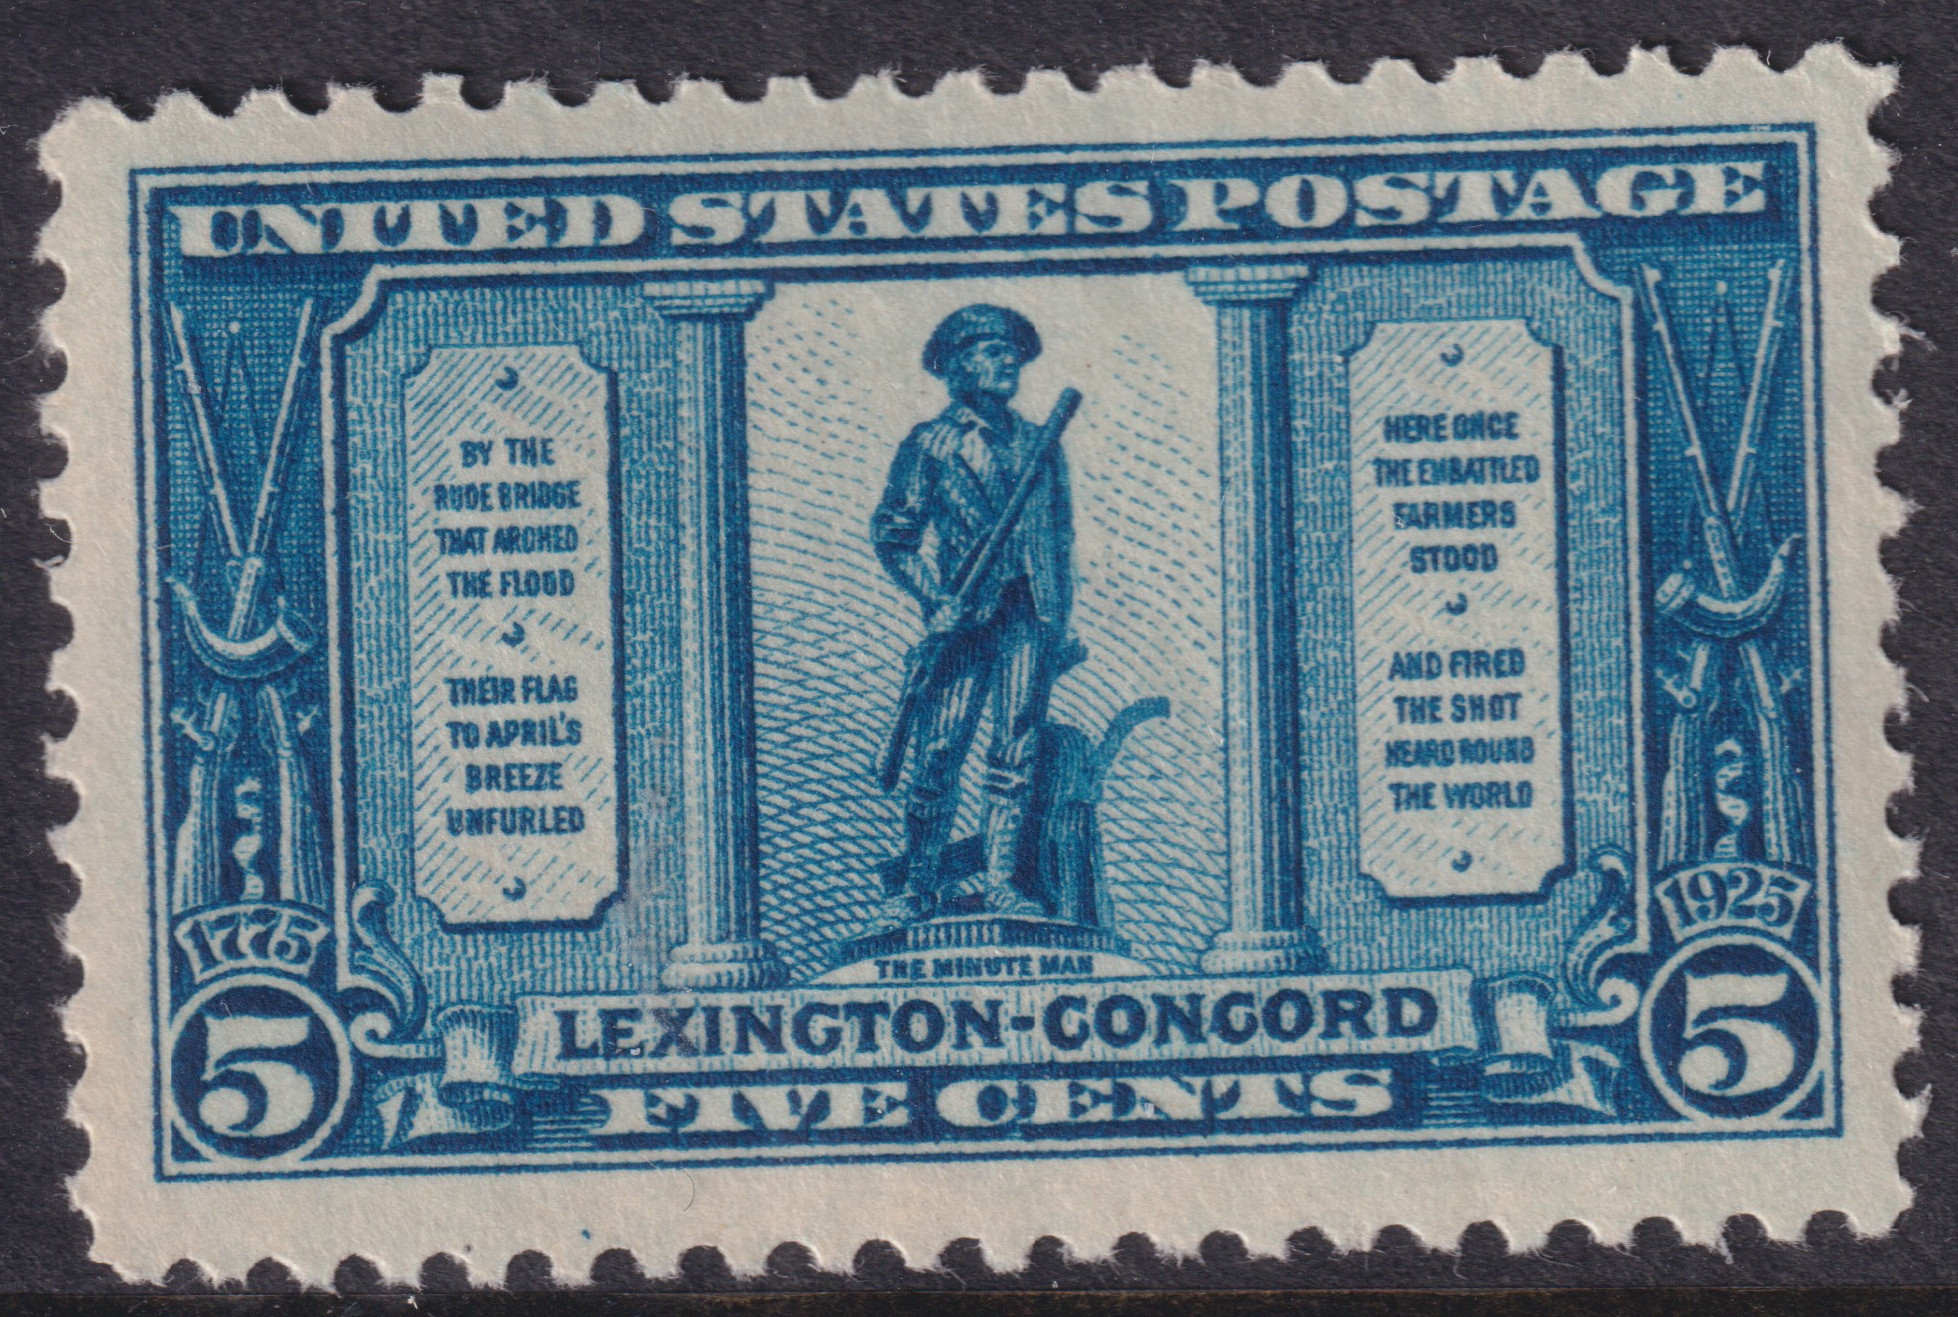 UNITED STATES POSTAGE
BY THE
RUDE BRIDGE
THAT ARCHED
THE FLOOD
THEIR FLAG
TO APRIL'S
BREEZE
UNFURLED
HERE ONCE
THE EMBATTLED
FARMERS
STOOD
AND FIRED
THE SHOT
HEARD ROUND
THE WORLD
1775
1925
THE MINUTE MAN
LEXINGTON-CONCORD
5
5
FIVE CENTS